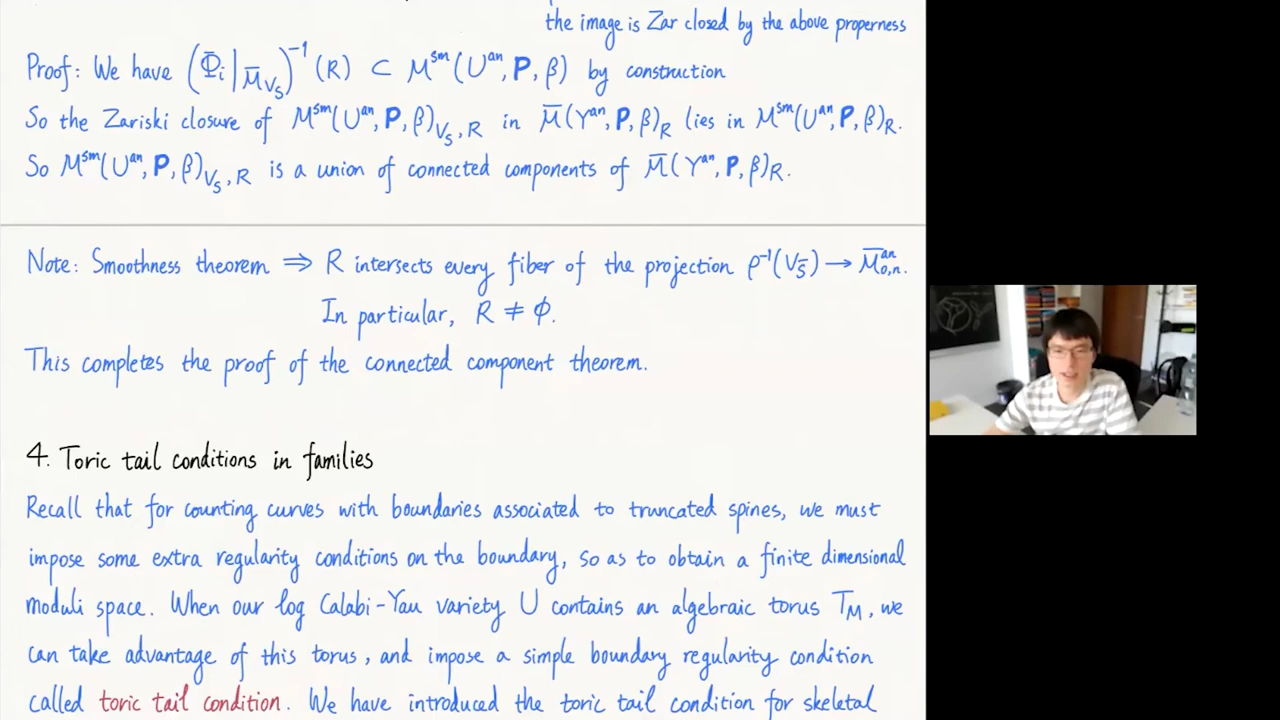 the image is Zar closed by the above properness
Proof: We have (Φ̄ᵢ|_{M̄_{V_S}})⁻¹(R) ⊂ M^{sm}(U^{an}, P, β) by construction
So the Zariski closure of M^{sm}(U^{an}, P, β)_{V_S, R} in M̄(Y^{an}, P, β)_R lies in M^{sm}(U^{an}, P, β)_R.
So M^{sm}(U^{an}, P, β)_{V_S, R} is a union of connected components of M̄(Y^{an}, P, β)_R.
Note: Smoothness theorem ⟹ R intersects every fiber of the projection ρ⁻¹(V_S̄) → M̄^{an}_{0,n}.
In particular, R ≠ ∅.
This completes the proof of the connected component theorem.
4. Toric tail conditions in families
Recall that for counting curves with boundaries associated to truncated spines, we must
impose some extra regularity conditions on the boundary, so as to obtain a finite dimensional
moduli space. When our log Calabi-Yau variety U contains an algebraic torus T_M, we
can take advantage of this torus, and impose a simple boundary regularity condition
called toric tail condition. We have introduced the toric tail condition for skeletal